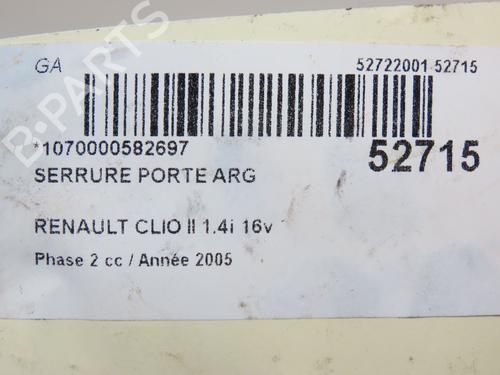 GA
52722001 52715
*1070000582697
52715
SERRURE PORTE ARG
RENAULT CLIO II 1.4i 16v
Phase 2 cc / Année 2005
B-PARTS